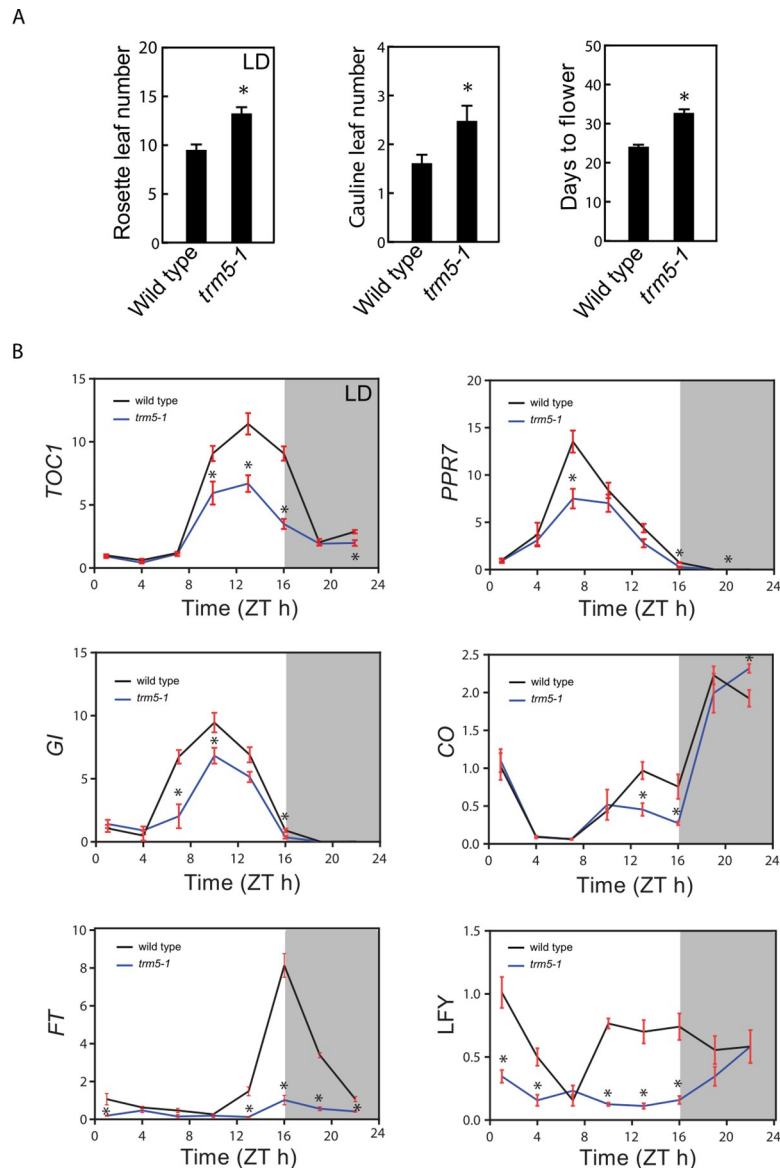 A
Rosette leaf number
20
15
10
5
0
LD
*
Wild type
trm5-1
Cauline leaf number
4
3
2
1
0
*
Wild type
trm5-1
Days to flower
50
40
30
20
10
0
*
Wild type
trm5-1
B
TOC1
15
10
5
0
wild type
trm5-1
LD
* * * *
0 4 8 12 16 20 24
Time (ZT h)
PPR7
20
15
10
5
0
wild type
trm5-1
* * *
0 4 8 12 16 20 24
Time (ZT h)
GI
15
10
5
0
wild type
trm5-1
* * *
0 4 8 12 16 20 24
Time (ZT h)
CO
2.5
2.0
1.5
1.0
0.5
0.0
wild type
trm5-1
* * *
0 4 8 12 16 20 24
Time (ZT h)
FT
10
8
6
4
2
0
wild type
trm5-1
* * * * *
0 4 8 12 16 20 24
Time (ZT h)
LFY
1.5
1.0
0.5
0.0
wild type
trm5-1
* * * * *
0 4 8 12 16 20 24
Time (ZT h)